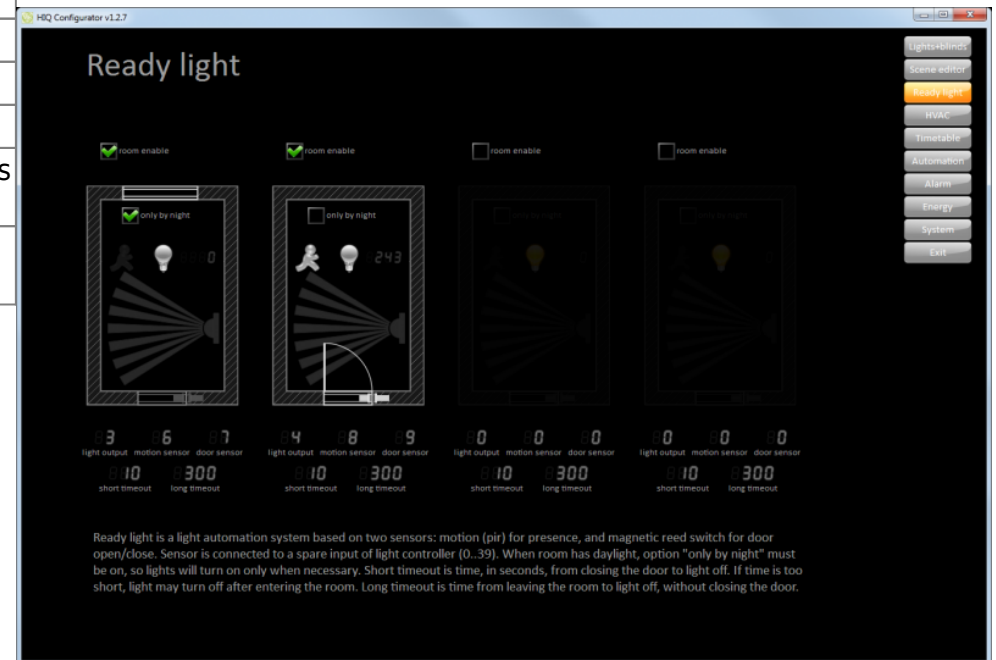 HIQ Configurator v1.2.7
s
Ready light
Lights+blinds
Scene editor
Ready light
HVAC
Timetable
Automation
Alarm
Energy
System
Exit
room enable room enable room enable room enable
only by night only by night only by night only by night
0 243
3 6 7 4 8 9 0 0 0 0 0 0
light output motion sensor door sensor light output motion sensor door sensor light output motion sensor door sensor light output motion sensor door sensor
10 300 10 300 10 300 10 300
short timeout long timeout short timeout long timeout short timeout long timeout short timeout long timeout
Ready light is a light automation system based on two sensors: motion (pir) for presence, and magnetic reed switch for door
open/close. Sensor is connected to a spare input of light controller (0..39). When room has daylight, option "only by night" must
be on, so lights will turn on only when necessary. Short timeout is time, in seconds, from closing the door to light off. If time is too
short, light may turn off after entering the room. Long timeout is time from leaving the room to light off, without closing the door.